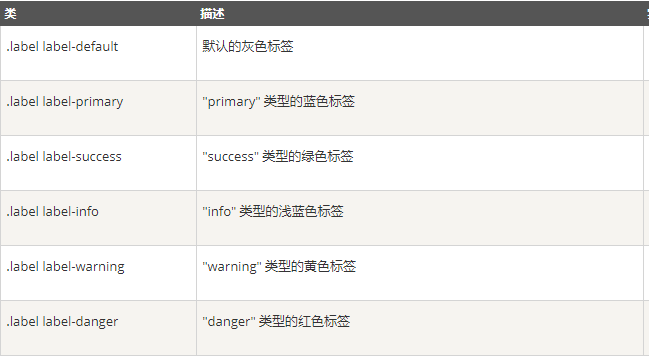 类 描述
.label label-default 默认的灰色标签
.label label-primary "primary" 类型的蓝色标签
.label label-success "success" 类型的绿色标签
.label label-info "info" 类型的浅蓝色标签
.label label-warning "warning" 类型的黄色标签
.label label-danger "danger" 类型的红色标签